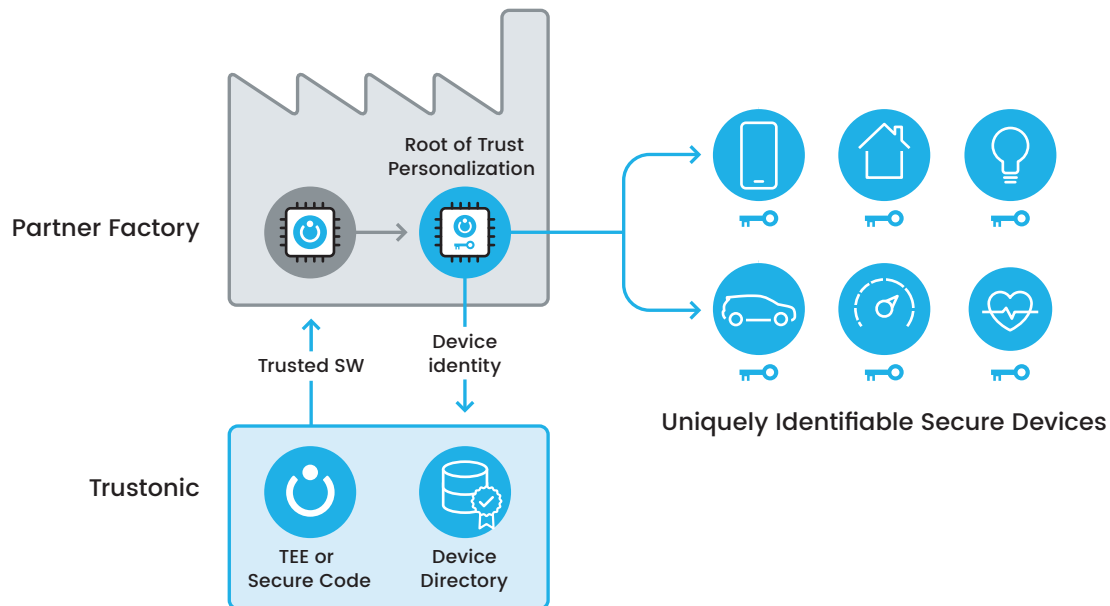 Root of Trust
Personalization
Partner Factory
Trusted SW
Device
identity
Uniquely Identifiable Secure Devices
Trustonic
TEE or
Secure Code
Device
Directory